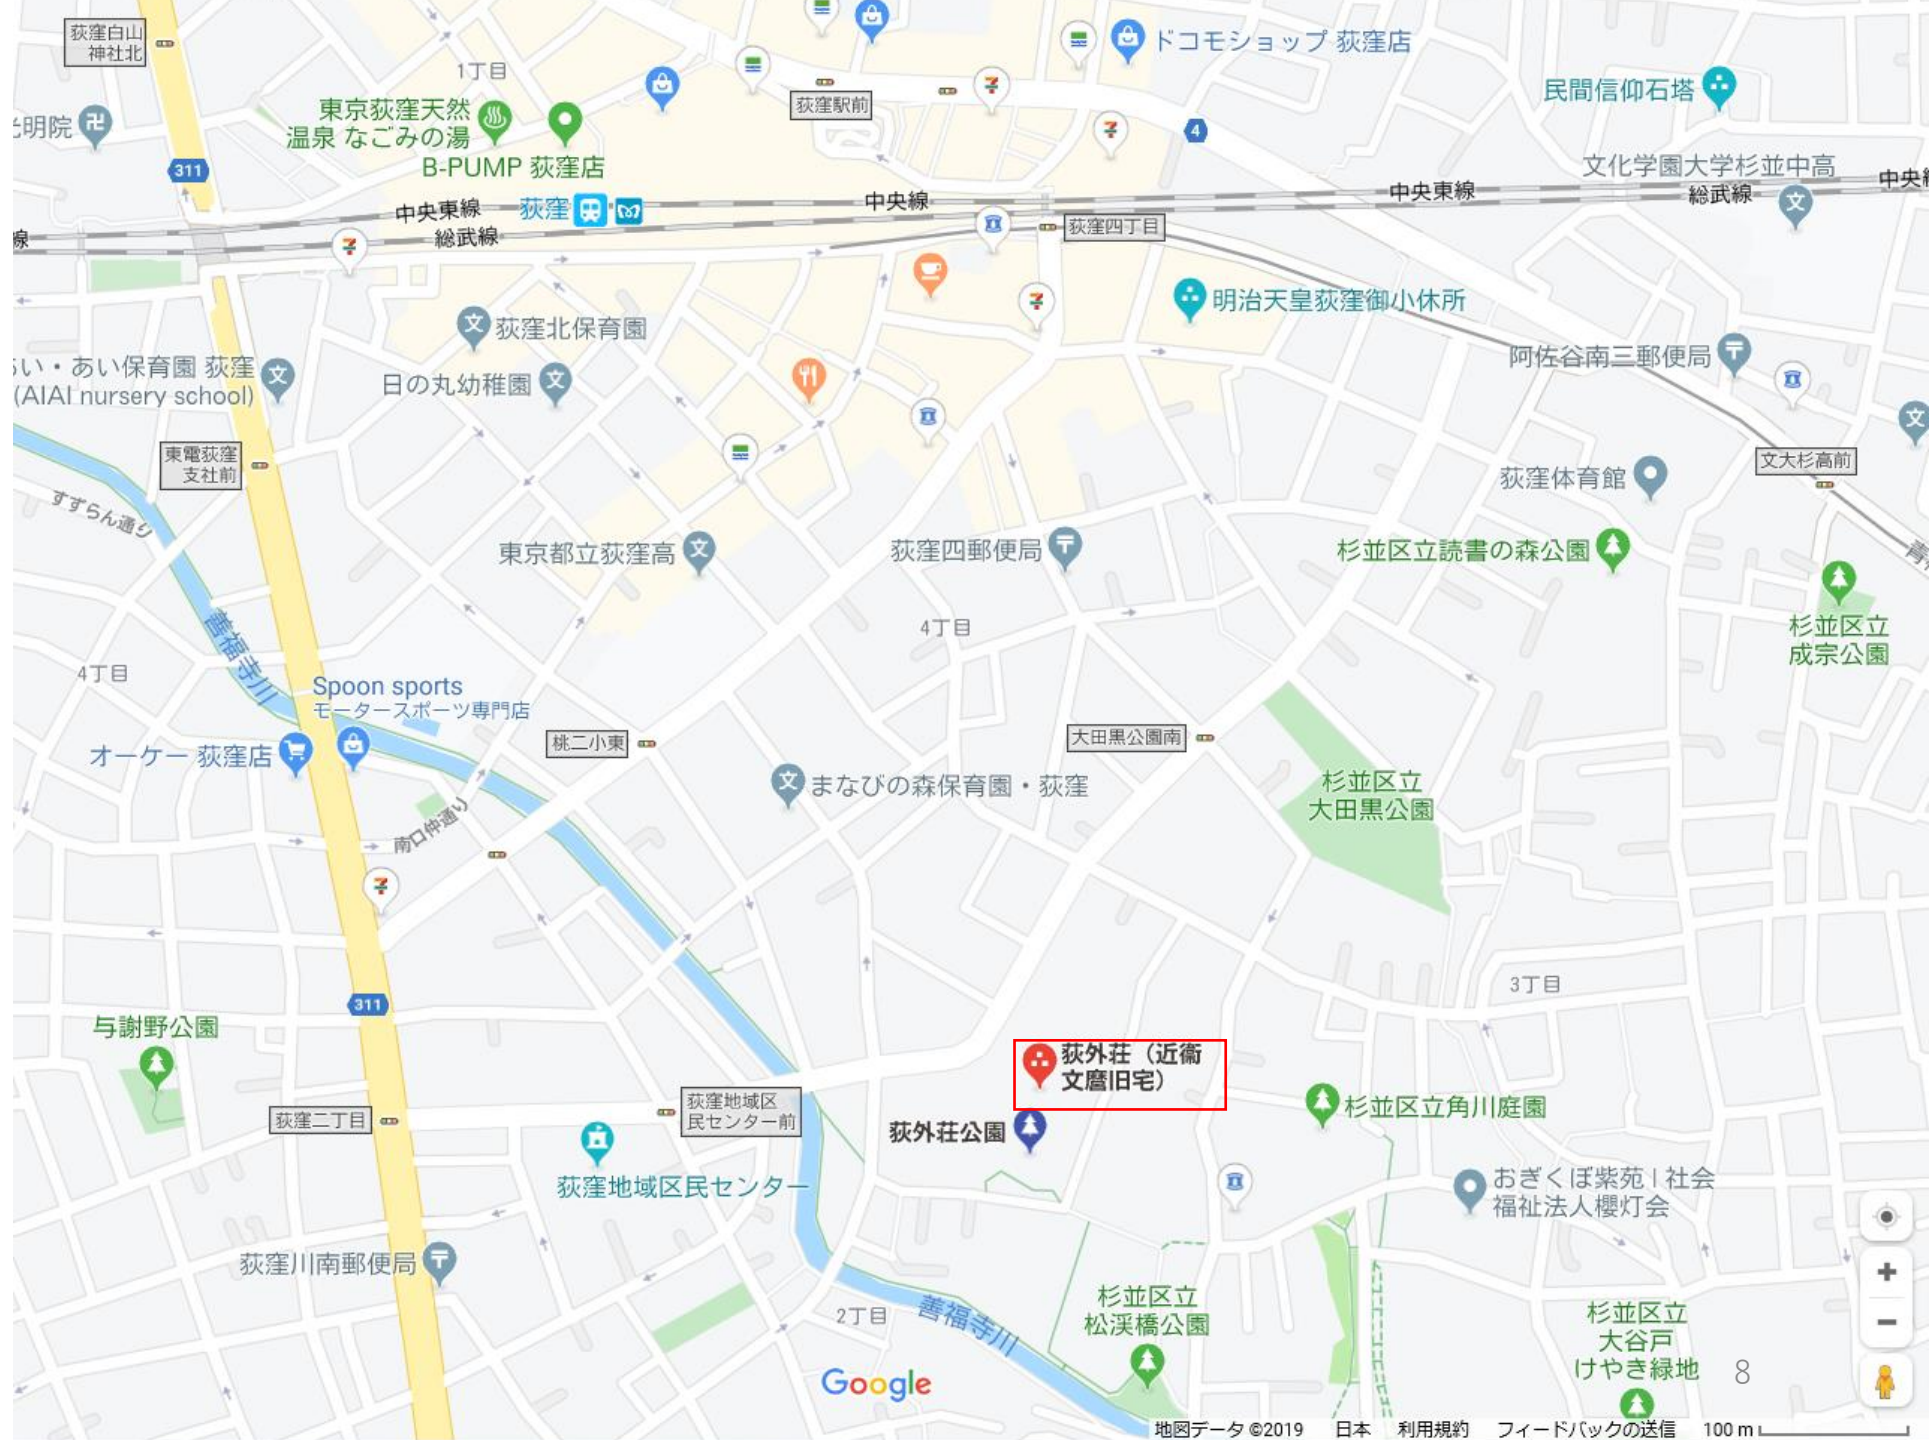 荻窪白山
神社北
1丁目
東京荻窪天然
温泉 なごみの湯
B-PUMP 荻窪店
荻窪駅前
ドコモショップ 荻窪店
民間信仰石塔
明院
311
4
文化学園大学杉並中高
中央東線
総武線
荻窪
中央線
中央東線
総武線
線
荻窪四丁目
明治天皇荻窪御小休所
荻窪北保育園
い・あい保育園 荻窪
(AIAI nursery school)
日の丸幼稚園
阿佐谷南三郵便局
東電荻窪
支社前
文大杉高前
荻窪体育館
すずらん通り
東京都立荻窪高
荻窪四郵便局
杉並区立読書の森公園
杉並区立
成宗公園
善福寺川
4丁目
4丁目
Spoon sports
モータースポーツ専門店
オーケー 荻窪店
桃二小東
大田黒公園南
まなびの森保育園・荻窪
杉並区立
大田黒公園
南口仲通り
3丁目
311
与謝野公園
荻外荘（近衞
文麿旧宅）
荻窪二丁目
荻窪地域区
民センター前
荻外荘公園
杉並区立角川庭園
荻窪地域区民センター
おぎくぼ紫苑 | 社会
福祉法人櫻灯会
荻窪川南郵便局
2丁目
善福寺川
杉並区立
松渓橋公園
杉並区立
大谷戸
けやき緑地
8
Google
地図データ ©2019 日本 利用規約 フィードバックの送信 100 m